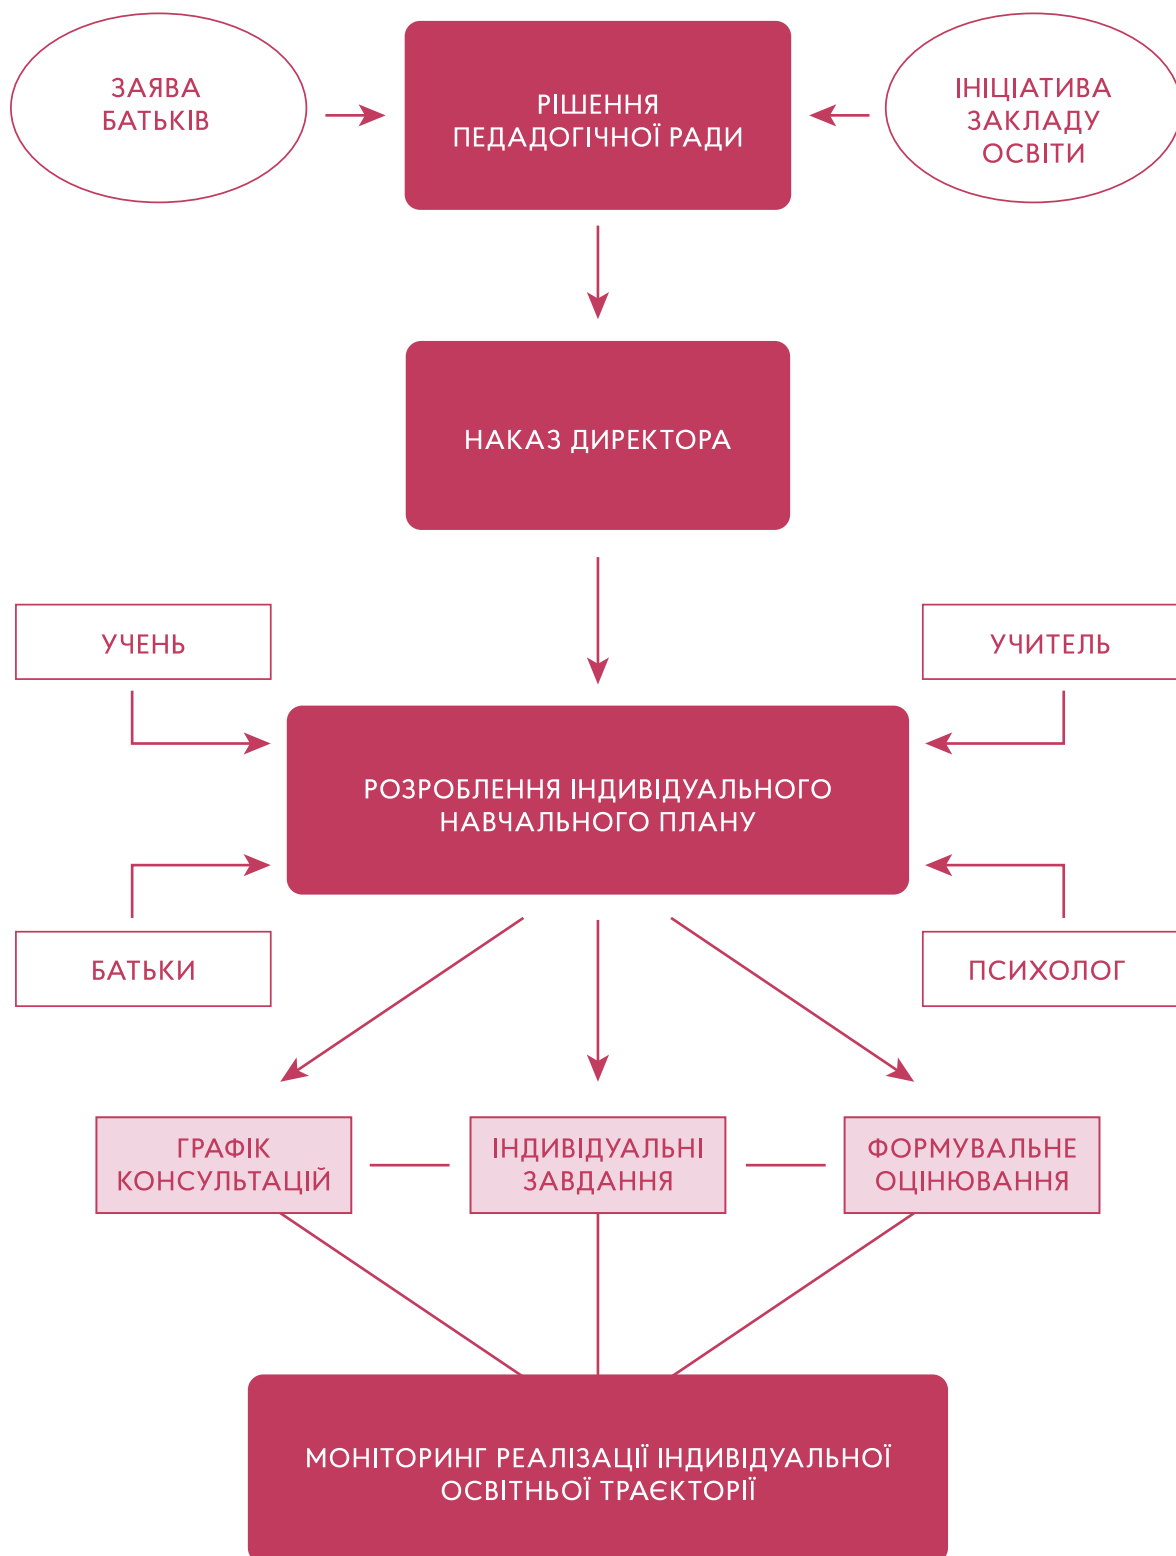 ЗАЯВА
БАТЬКІВ
РІШЕННЯ
ПЕДАДОГІЧНОЇ РАДИ
ІНІЦІАТИВА
ЗАКЛАДУ
ОСВІТИ
НАКАЗ ДИРЕКТОРА
УЧЕНЬ
УЧИТЕЛЬ
РОЗРОБЛЕННЯ ІНДИВІДУАЛЬНОГО
НАВЧАЛЬНОГО ПЛАНУ
БАТЬКИ
ПСИХОЛОГ
ГРАФІК
КОНСУЛЬТАЦІЙ
ІНДИВІДУАЛЬНІ
ЗАВДАННЯ
ФОРМУВАЛЬНЕ
ОЦІНЮВАННЯ
МОНІТОРИНГ РЕАЛІЗАЦІЇ ІНДИВІДУАЛЬНОЇ
ОСВІТНЬОЇ ТРАЄКТОРІЇ